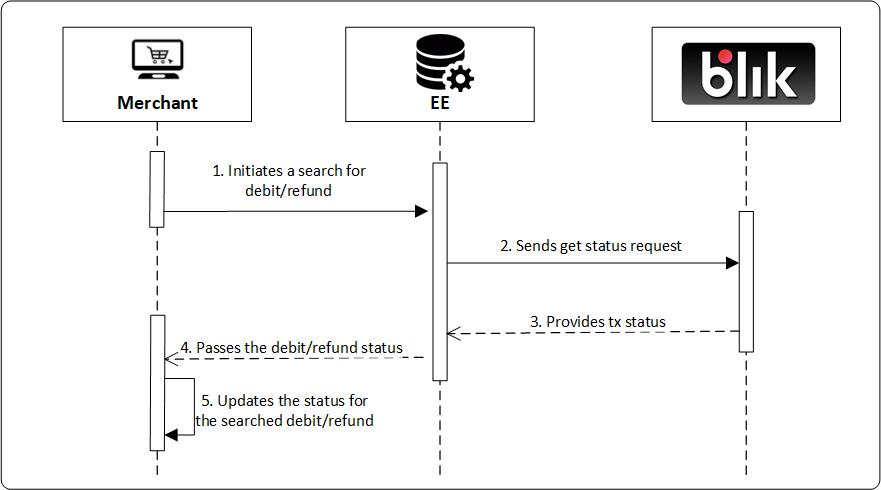 Merchant
EE
blik
1. Initiates a search for
debit/refund
2. Sends get status request
3. Provides tx status
4. Passes the debit/refund status
5. Updates the status for
the searched debit/refund